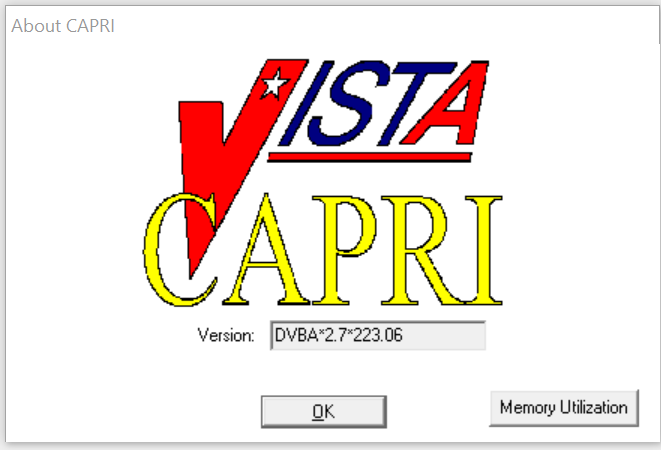 About CAPRI
VISTA
CAPRI
Version: DVBA*2.7*223.06
OK
Memory Utilization